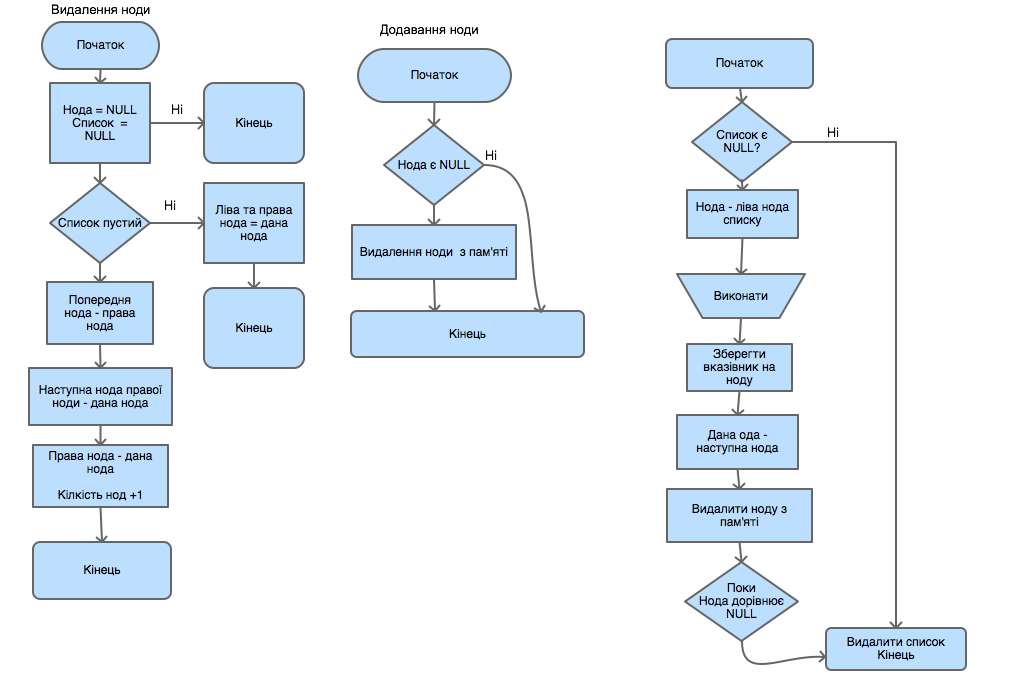 Видалення ноди
Початок
Нода = NULL
Список =
NULL
Ні
Кінець
Список пустий
Ні
Ліва та права
нода = дана
нода
Кінець
Попередня
нода - права
нода
Наступна нода правої
ноди - дана нода
Права нода - дана
нода
Кілкість нод +1
Кінець
Додавання ноди
Початок
Нода є NULL
Ні
Видалення ноди з пам'яті
Кінець
Початок
Список є
NULL?
Ні
Нода - ліва нода
списку
Виконати
Зберегти
вказівник на
ноду
Дана ода -
наступна нода
Видалити ноду з
пам'яті
Поки
Нода дорівнює
NULL
Видалити список
Кінець